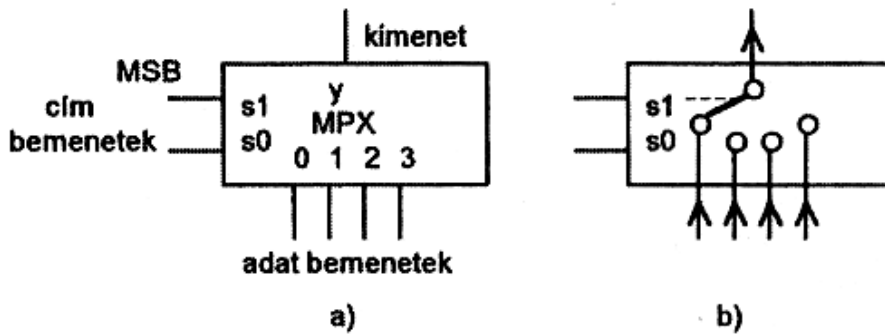 kimenet
MSB
cím
bemenetek
s1
s0
y
MPX
0 1 2 3
adat bemenetek
a)
s1
s0
b)